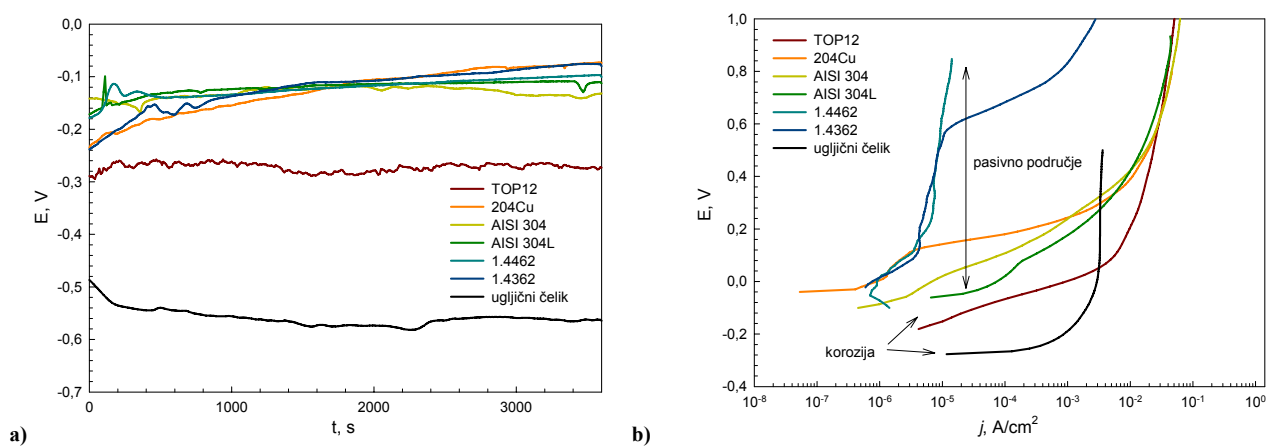 0,0
-0,1
-0,2
-0,3
-0,4
-0,5
-0,6
-0,7
E, V
TOP12
204Cu
AISI 304
AISI 304L
1.4462
1.4362
ugljični čelik
0 1000 2000 3000
t, s
a)
1,0
0,8
0,6
0,4
0,2
0,0
-0,2
-0,4
E, V
TOP12
204Cu
AISI 304
AISI 304L
1.4462
1.4362
ugljični čelik
pasivno područje
korozija
10⁻⁸ 10⁻⁷ 10⁻⁶ 10⁻⁵ 10⁻⁴ 10⁻³ 10⁻² 10⁻¹ 10⁰
j, A/cm²
b)